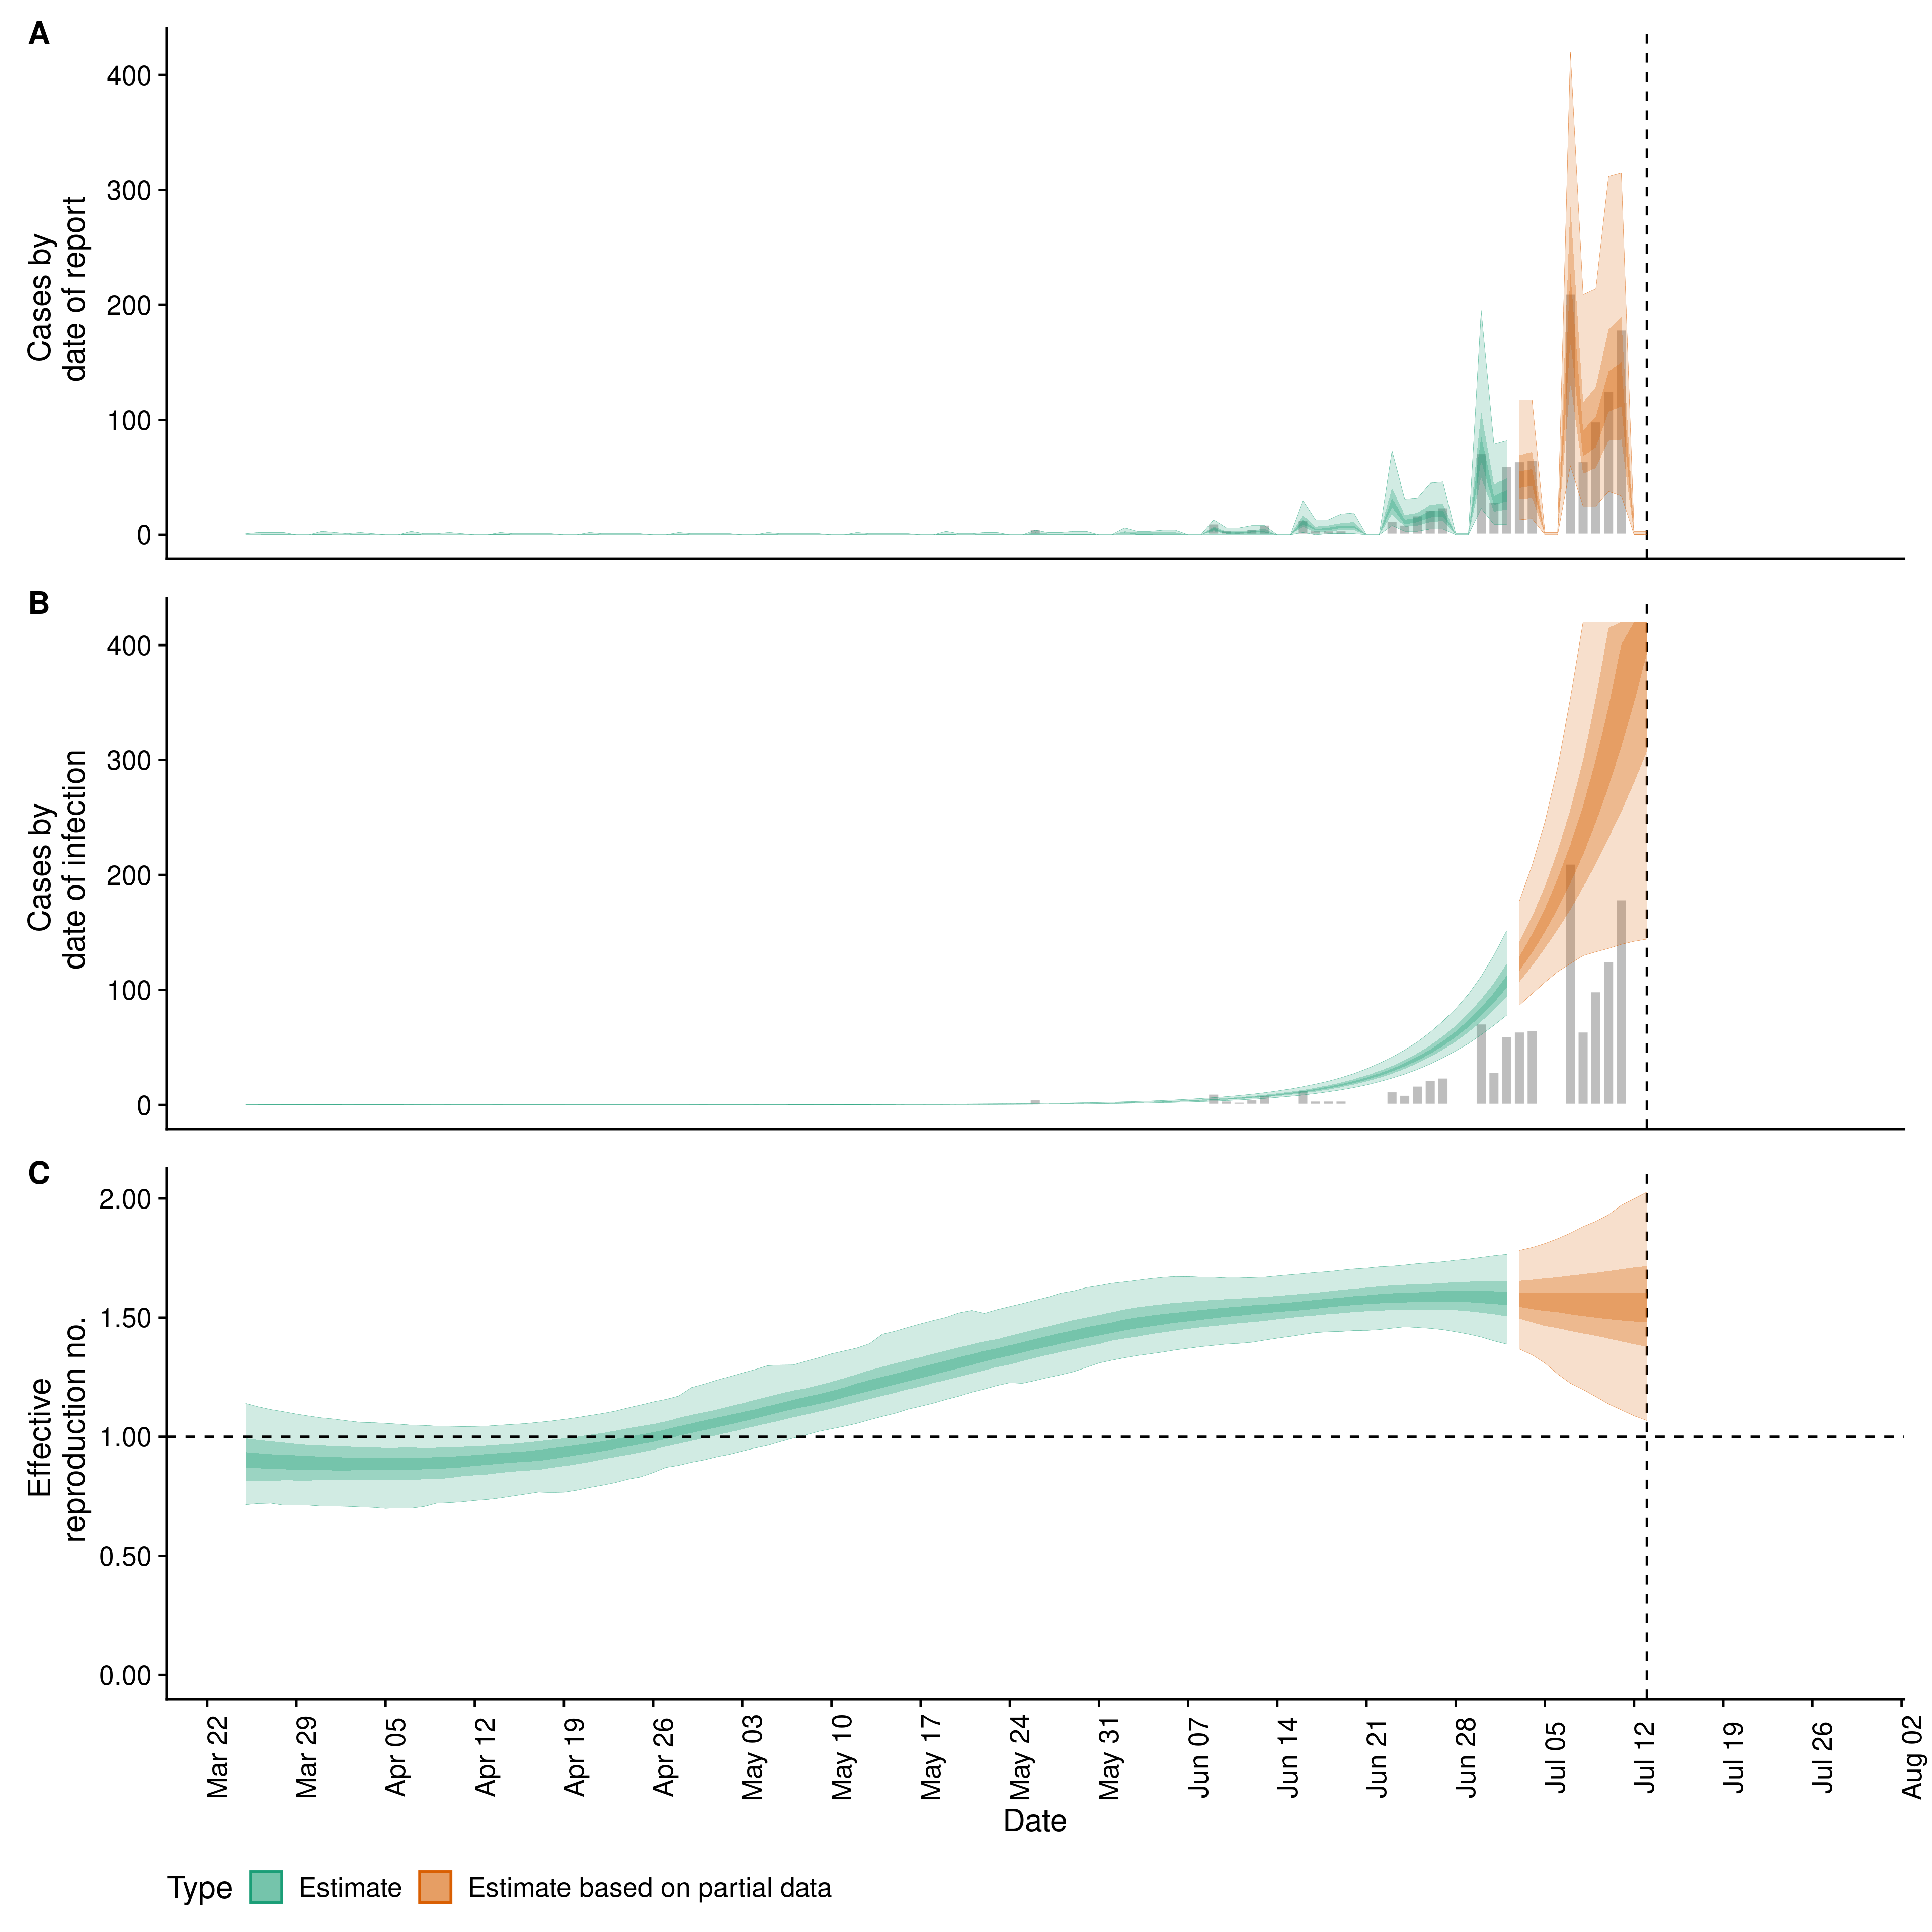 A
Cases by
date of report
400
300
200
100
0
B
Cases by
date of infection
400
300
200
100
0
C
Effective
reproduction no.
2.00
1.50
1.00
0.50
0.00
Mar 22
Mar 29
Apr 05
Apr 12
Apr 19
Apr 26
May 03
May 10
May 17
May 24
May 31
Jun 07
Jun 14
Jun 21
Jun 28
Jul 05
Jul 12
Jul 19
Jul 26
Aug 02
Date
Type Estimate Estimate based on partial data